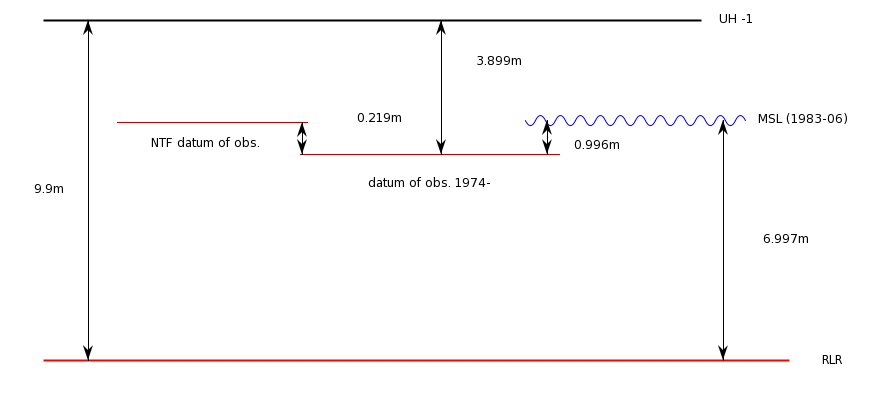 UH -1
3.899m
0.219m
MSL (1983-06)
NTF datum of obs.
0.996m
datum of obs. 1974-
9.9m
6.997m
RLR